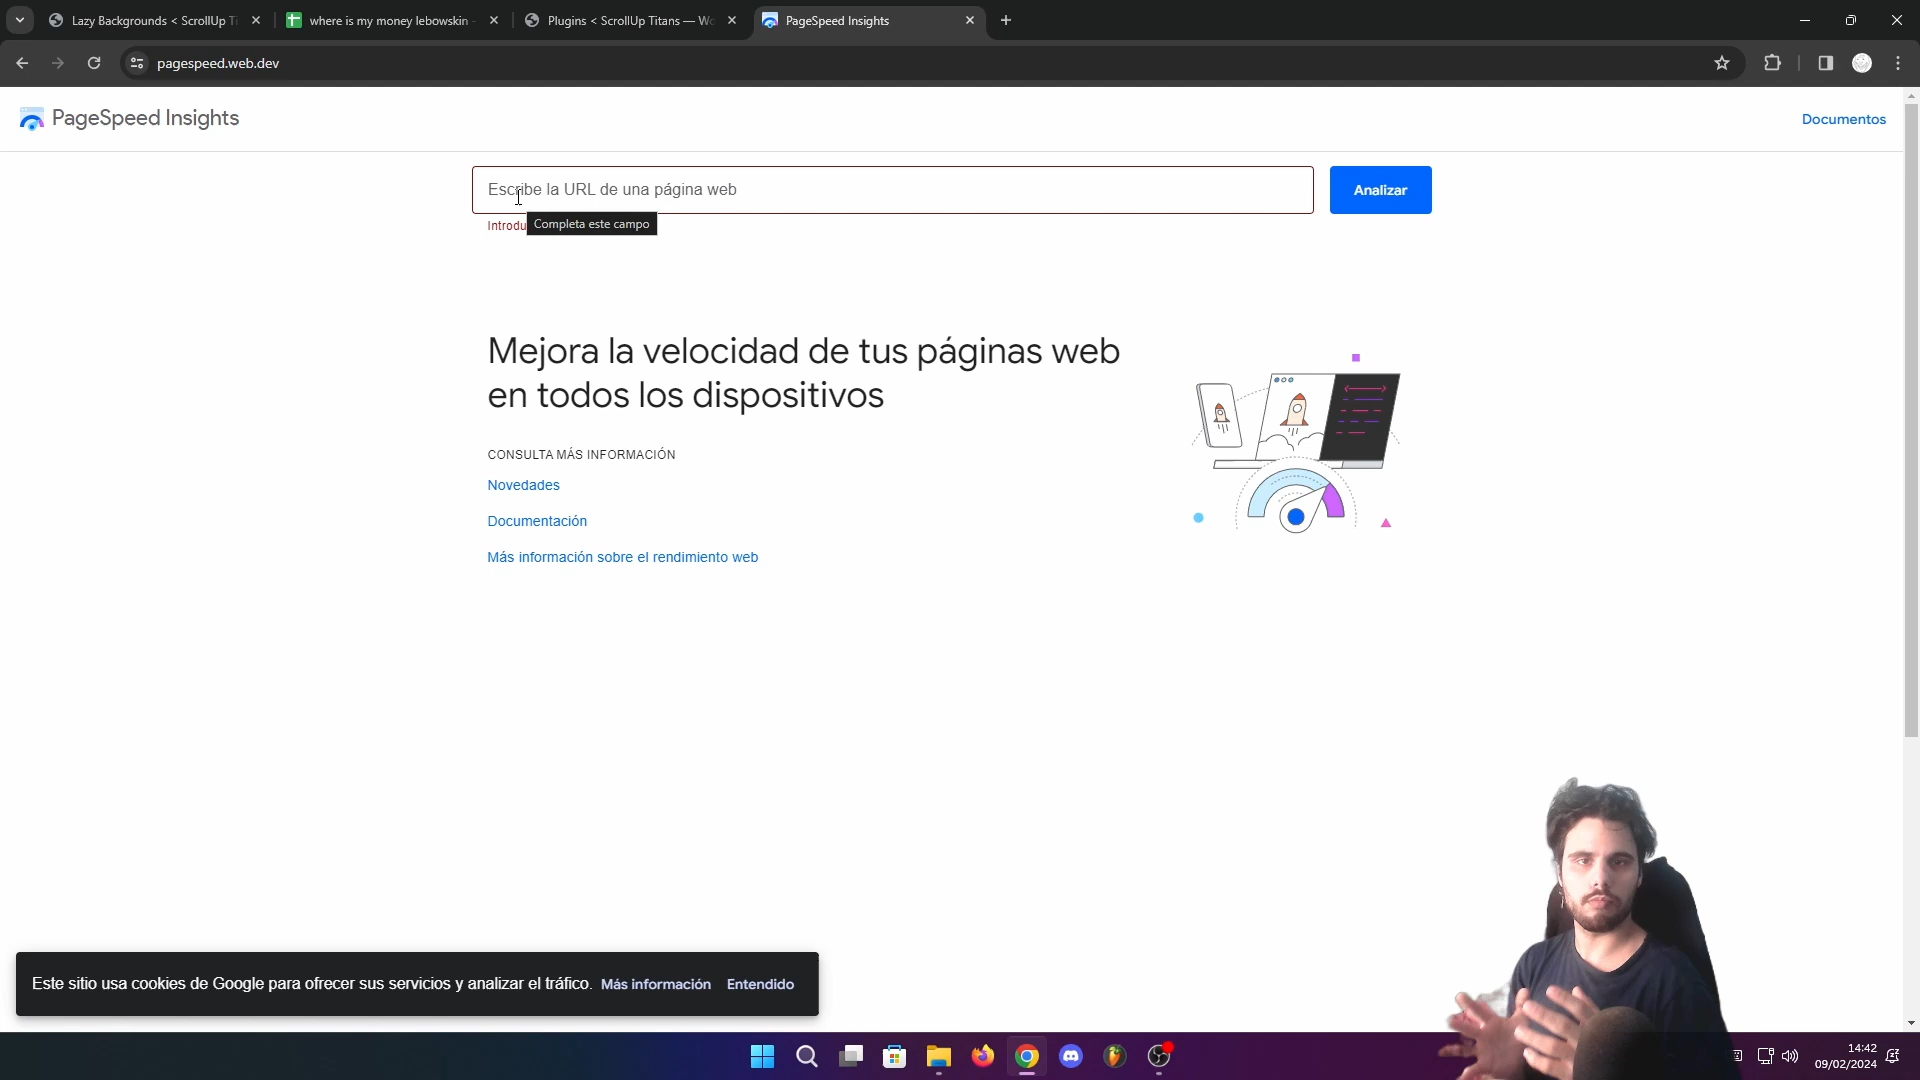 Lazy Backgrounds < ScrollUp Ti
where is my money lebowskin -
Plugins < ScrollUp Titans — Wo
PageSpeed Insights
pagespeed.web.dev
PageSpeed Insights
Documentos
Escribe la URL de una página web
Analizar
Introdu
Completa este campo
Mejora la velocidad de tus páginas web
en todos los dispositivos
CONSULTA MÁS INFORMACIÓN
Novedades
Documentación
Más información sobre el rendimiento web
Este sitio usa cookies de Google para ofrecer sus servicios y analizar el tráfico. Más información Entendido
14:42
09/02/2024